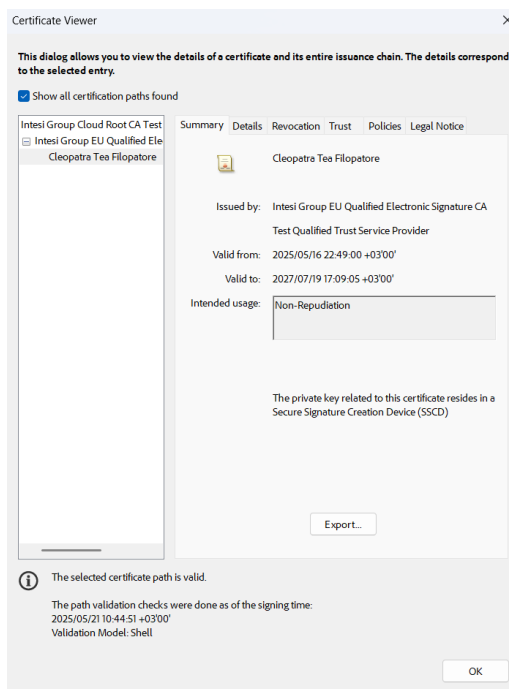 Certificate Viewer
This dialog allows you to view the details of a certificate and its entire issuance chain. The details correspond
to the selected entry.
Show all certification paths found
Intesi Group Cloud Root CA Test
Intesi Group EU Qualified Ele
Cleopatra Tea Filopatore
Summary Details Revocation Trust Policies Legal Notice
Cleopatra Tea Filopatore
Issued by: Intesi Group EU Qualified Electronic Signature CA
Test Qualified Trust Service Provider
Valid from: 2025/05/16 22:49:00 +03'00'
Valid to: 2027/07/19 17:09:05 +03'00'
Intended usage: Non-Repudiation
The private key related to this certificate resides in a
Secure Signature Creation Device (SSCD)
Export...
The selected certificate path is valid.
The path validation checks were done as of the signing time:
2025/05/21 10:44:51 +03'00'
Validation Model: Shell
OK